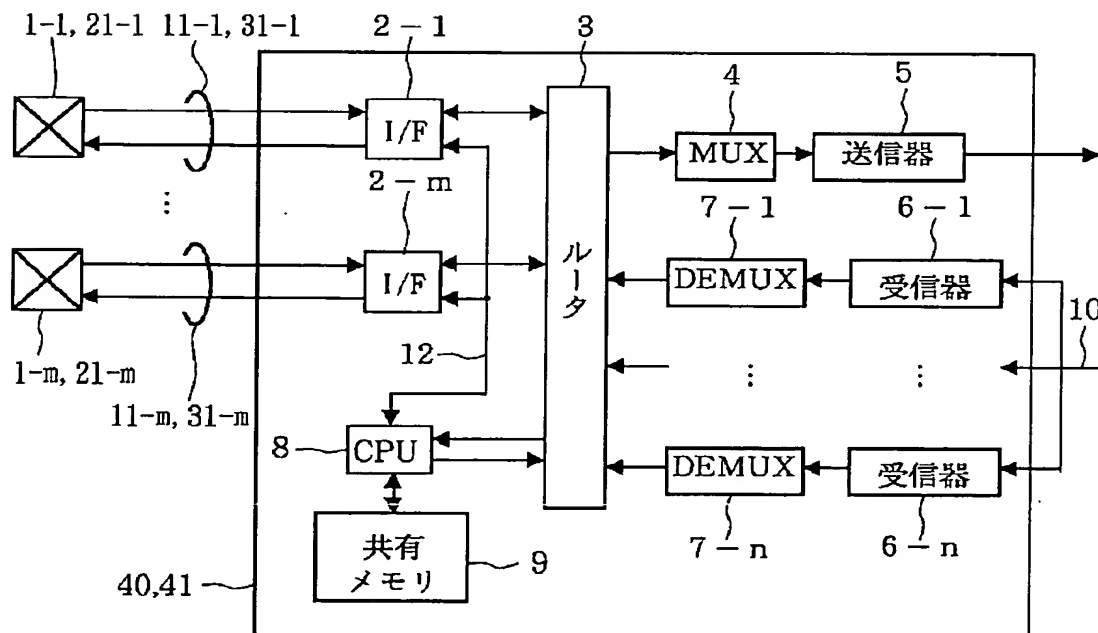 1-1, 21-1
11-1, 31-1
2-1
3
I/F
4
5
MUX
送信器
2-m
7-1
6-1
I/F
ルータ
DEMUX
受信器
10
12
1-m, 21-m
11-m, 31-m
⋮
⋮
⋮
8
CPU
DEMUX
受信器
7-n
6-n
共有
メモリ
9
40,41